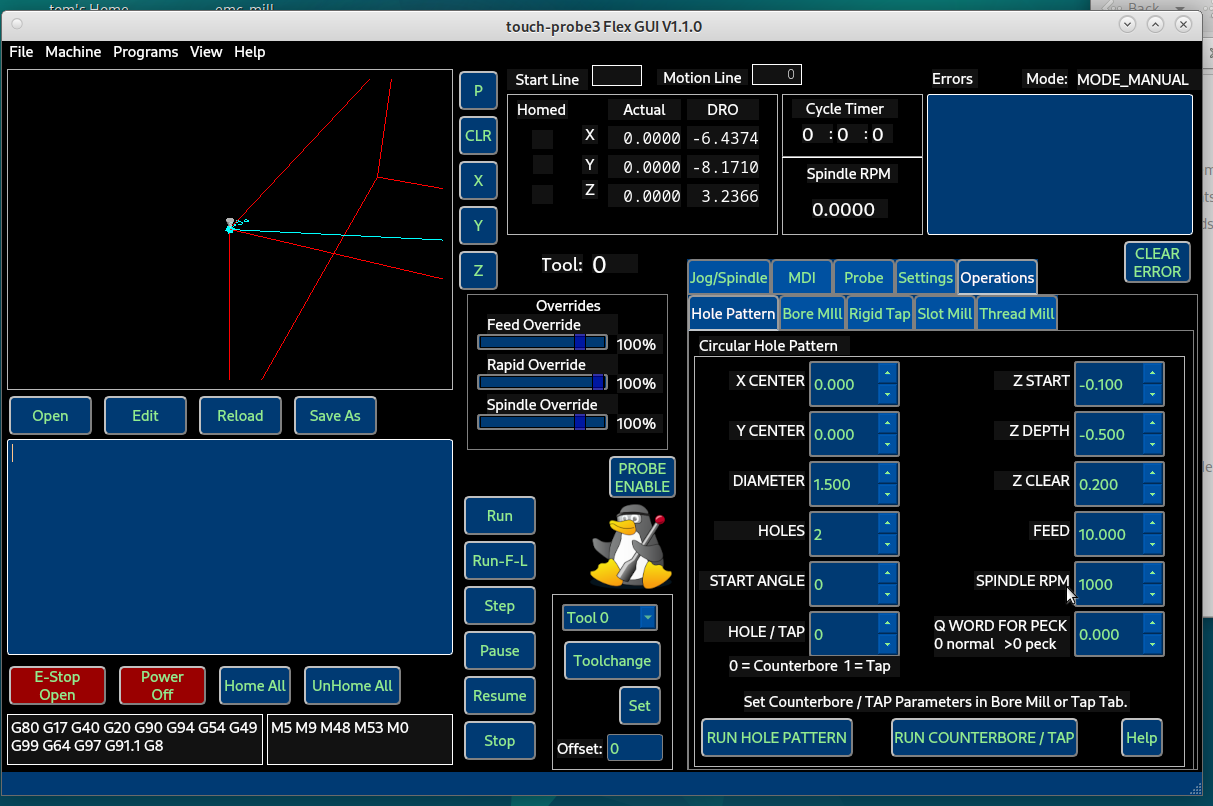 tom's Home
emc_mill
Back
touch-probe3 Flex GUI V1.1.0
File Machine Programs View Help
P
CLR
X
Y
Z
Start Line
Motion Line 0
Errors
Mode: MODE_MANUAL
Homed Actual DRO
X 0.0000 -6.4374
Y 0.0000 -8.1710
Z 0.0000 3.2366
Cycle Timer
0 :0 :0
Spindle RPM
0.0000
CLEAR
ERROR
Tool: 0
Overrides
Feed Override
100%
Rapid Override
100%
Spindle Override
100%
Open Edit Reload Save As
PROBE
ENABLE
Run
Run-F-L
Step
Pause
Resume
Stop
Tool 0
Toolchange
Set
Offset: 0
E-Stop
Open
Power
Off
Home All
UnHome All
G80 G17 G40 G20 G90 G94 G54 G49
G99 G64 G97 G91.1 G8
M5 M9 M48 M53 M0
Jog/Spindle MDI Probe Settings Operations
Hole Pattern Bore MIll Rigid Tap Slot Mill Thread Mill
Circular Hole Pattern
X CENTER 0.000
Z START -0.100
Y CENTER 0.000
Z DEPTH -0.500
DIAMETER 1.500
Z CLEAR 0.200
HOLES 2
FEED 10.000
START ANGLE 0
SPINDLE RPM 1000
HOLE / TAP 0
0 = Counterbore 1 = Tap
Q WORD FOR PECK
0 normal >0 peck
0.000
Set Counterbore / TAP Parameters in Bore Mill or Tap Tab.
RUN HOLE PATTERN RUN COUNTERBORE / TAP Help